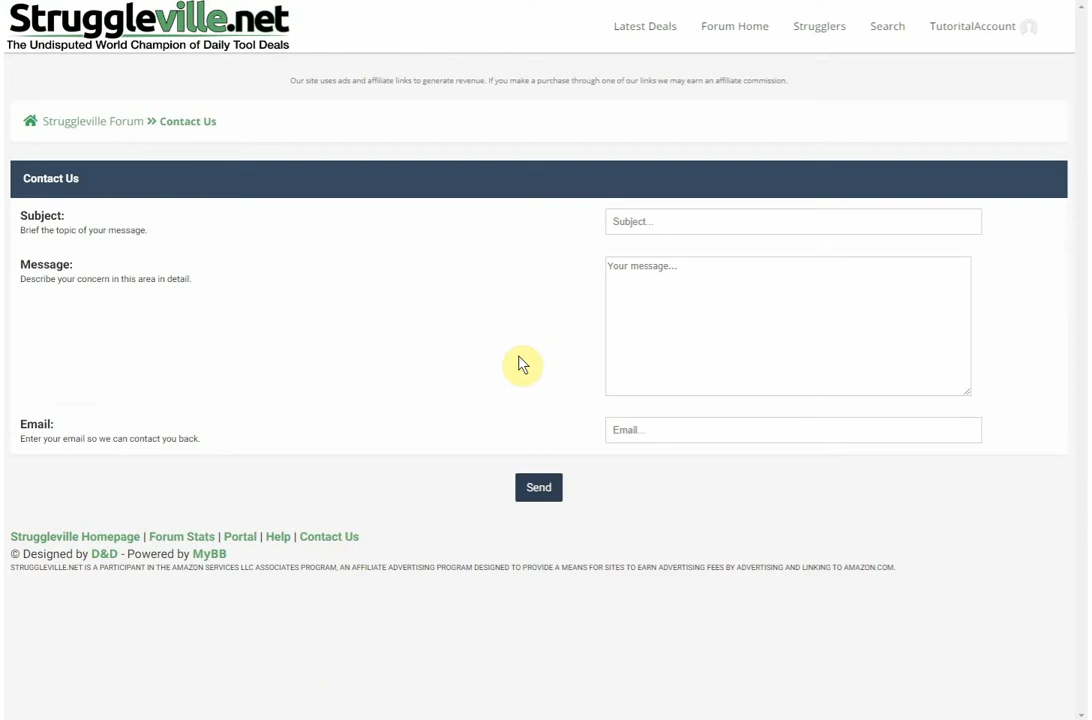 Struggleville.net
The Undisputed World Champion of Daily Tool Deals
Latest Deals Forum Home Strugglers Search TutoritalAccount
Our site uses ads and affiliate links to generate revenue. If you make a purchase through one of our links we may earn an affiliate commission.
Struggleville Forum » Contact Us
Contact Us
Subject:
Brief the topic of your message.
Subject...
Message:
Describe your concern in this area in detail.
Your message...
Email:
Enter your email so we can contact you back.
Email...
Send
Struggleville Homepage | Forum Stats | Portal | Help | Contact Us
© Designed by D&D - Powered by MyBB
STRUGGLEVILLE.NET IS A PARTICIPANT IN THE AMAZON SERVICES LLC ASSOCIATES PROGRAM, AN AFFILIATE ADVERTISING PROGRAM DESIGNED TO PROVIDE A MEANS FOR SITES TO EARN ADVERTISING FEES BY ADVERTISING AND LINKING TO AMAZON.COM.